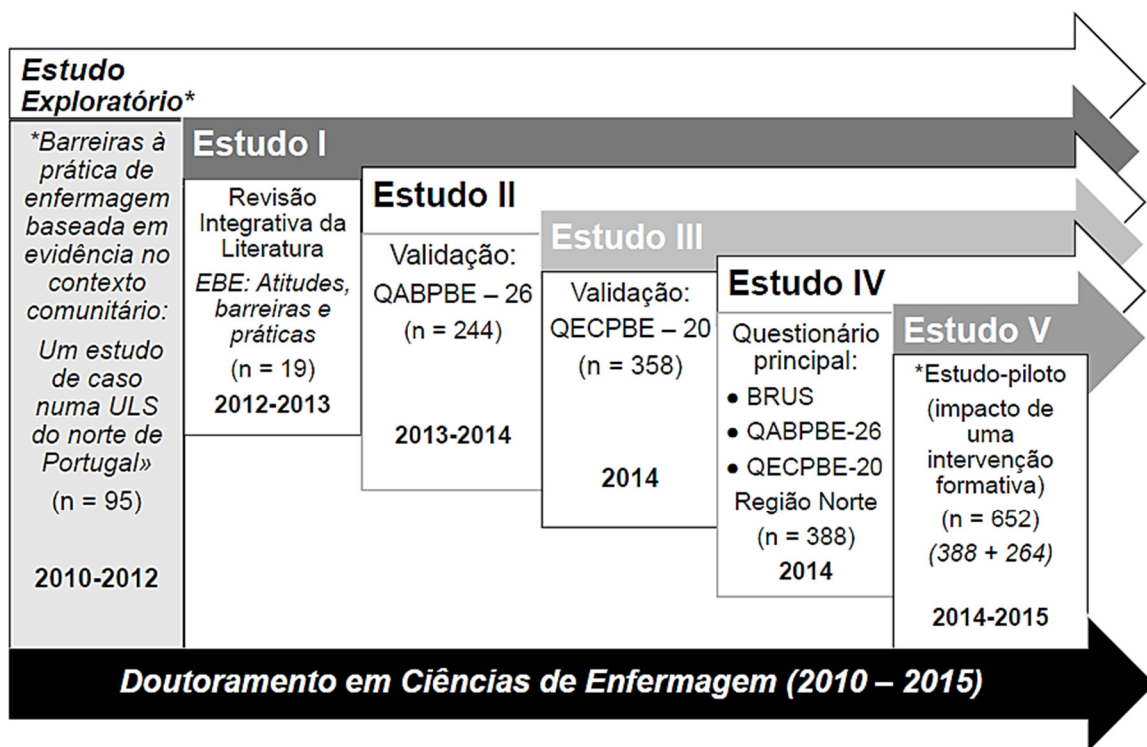 Estudo
Exploratório*
*Barreiras à
prática de
enfermagem
baseada em
evidência no
contexto
comunitário:
Um estudo
de caso
numa ULS
do norte de
Portugal»
(n = 95)
2010-2012
Estudo I
Revisão
Integrativa da
Literatura
EBE: Atitudes,
barreiras e
práticas
(n = 19)
2012-2013
Estudo II
Validação:
QABPBE – 26
(n = 244)
2013-2014
Estudo III
Validação:
QECPBE – 20
(n = 358)
2014
Estudo IV
Questionário
principal:
● BRUS
● QABPBE-26
● QECPBE-20
Região Norte
(n = 388)
2014
Estudo V
*Estudo-piloto
(impacto de
uma
intervenção
formativa)
(n = 652)
(388 + 264)
2014-2015
Doutoramento em Ciências de Enfermagem (2010 – 2015)